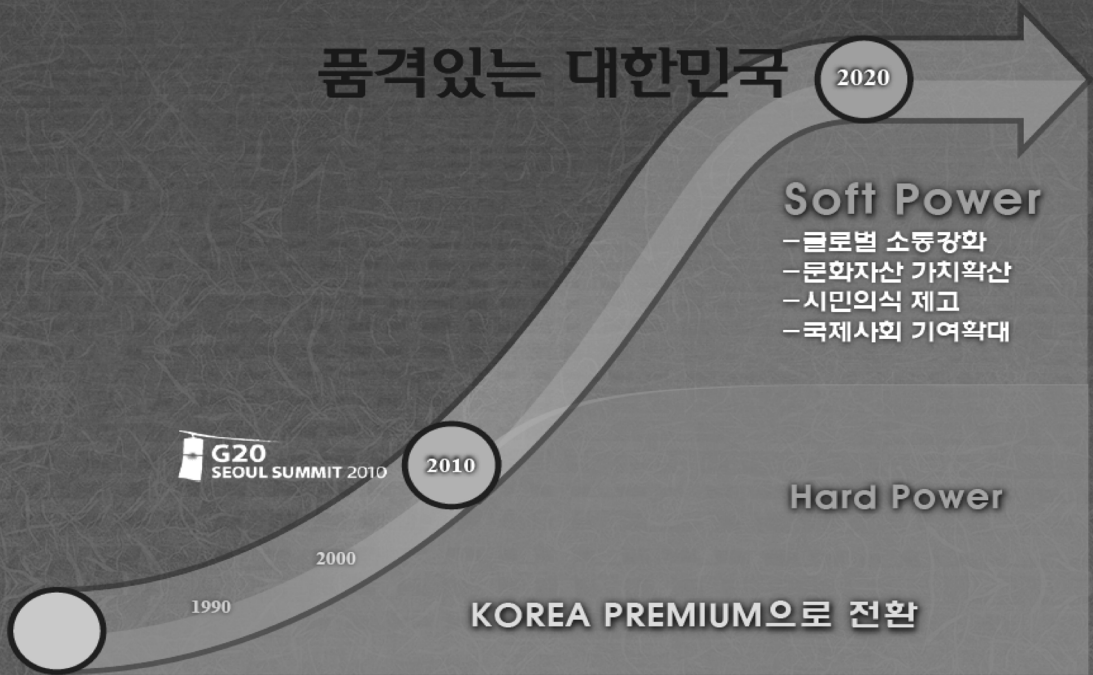 품격있는 대한민국
2020
Soft Power
-글로벌 소통강화
-문화자산 가치확산
-시민의식 제고
-국제사회 기여확대
G20
SEOUL SUMMIT 2010
2010
Hard Power
2000
1990
KOREA PREMIUM으로 전환